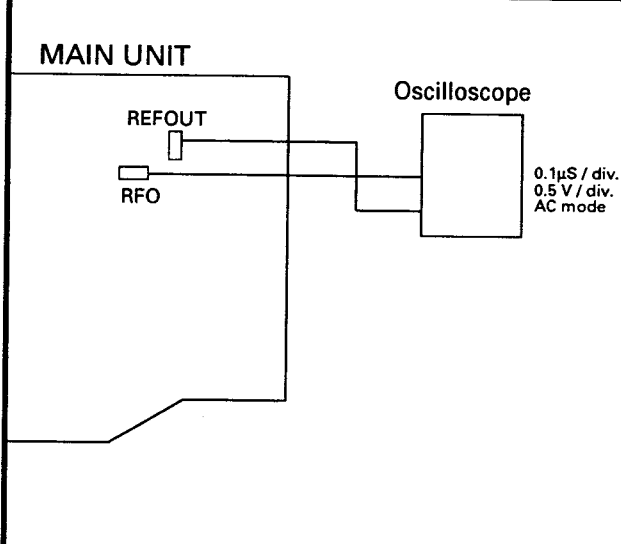 MAIN UNIT
Oscilloscope
REFOUT
RFO
0.1µS / div.
0.5 V / div.
AC mode